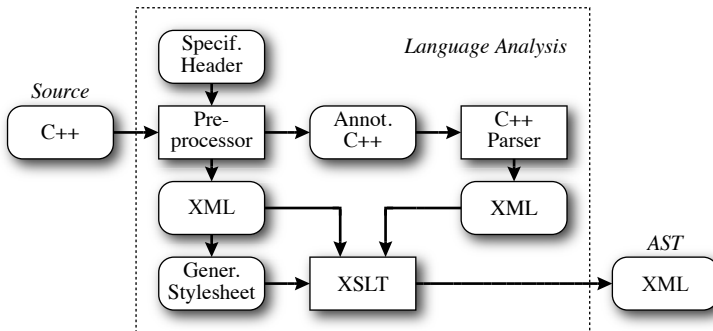 Specif.
Header
Language Analysis
Source
C++
Pre-
processor
Annot.
C++
C++
Parser
XML
XML
AST
Gener.
Stylesheet
XSLT
XML